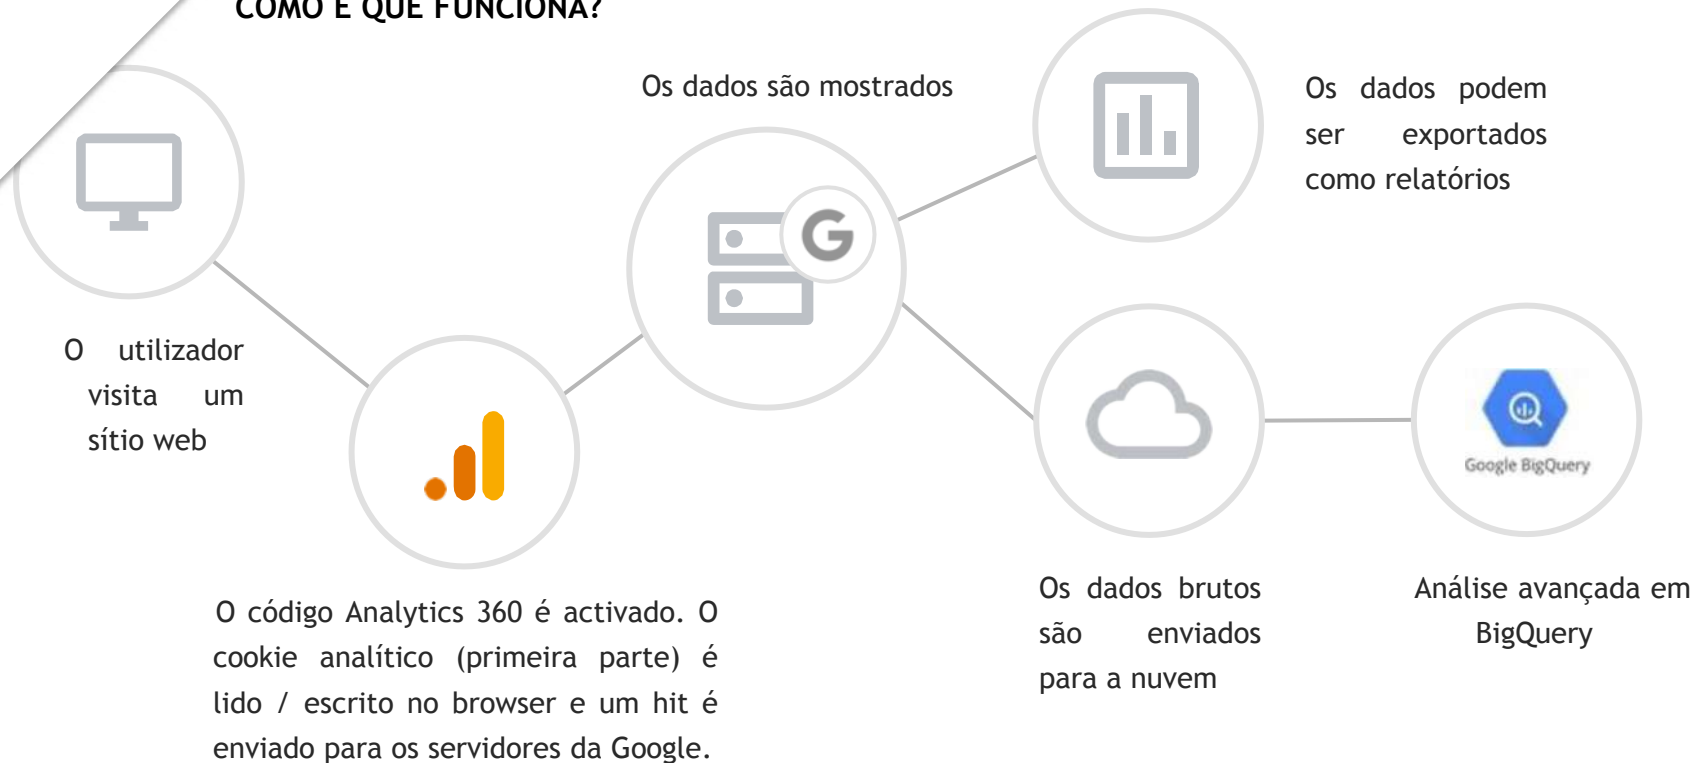 COMO É QUE FUNCIONA?
Os dados são mostrados
Os dados podem
ser exportados
como relatórios
G
O utilizador
visita um
sítio web
Google BigQuery
O código Analytics 360 é activado. O
cookie analítico (primeira parte) é
lido / escrito no browser e um hit é
enviado para os servidores da Google.
Os dados brutos
são enviados
para a nuvem
Análise avançada em
BigQuery